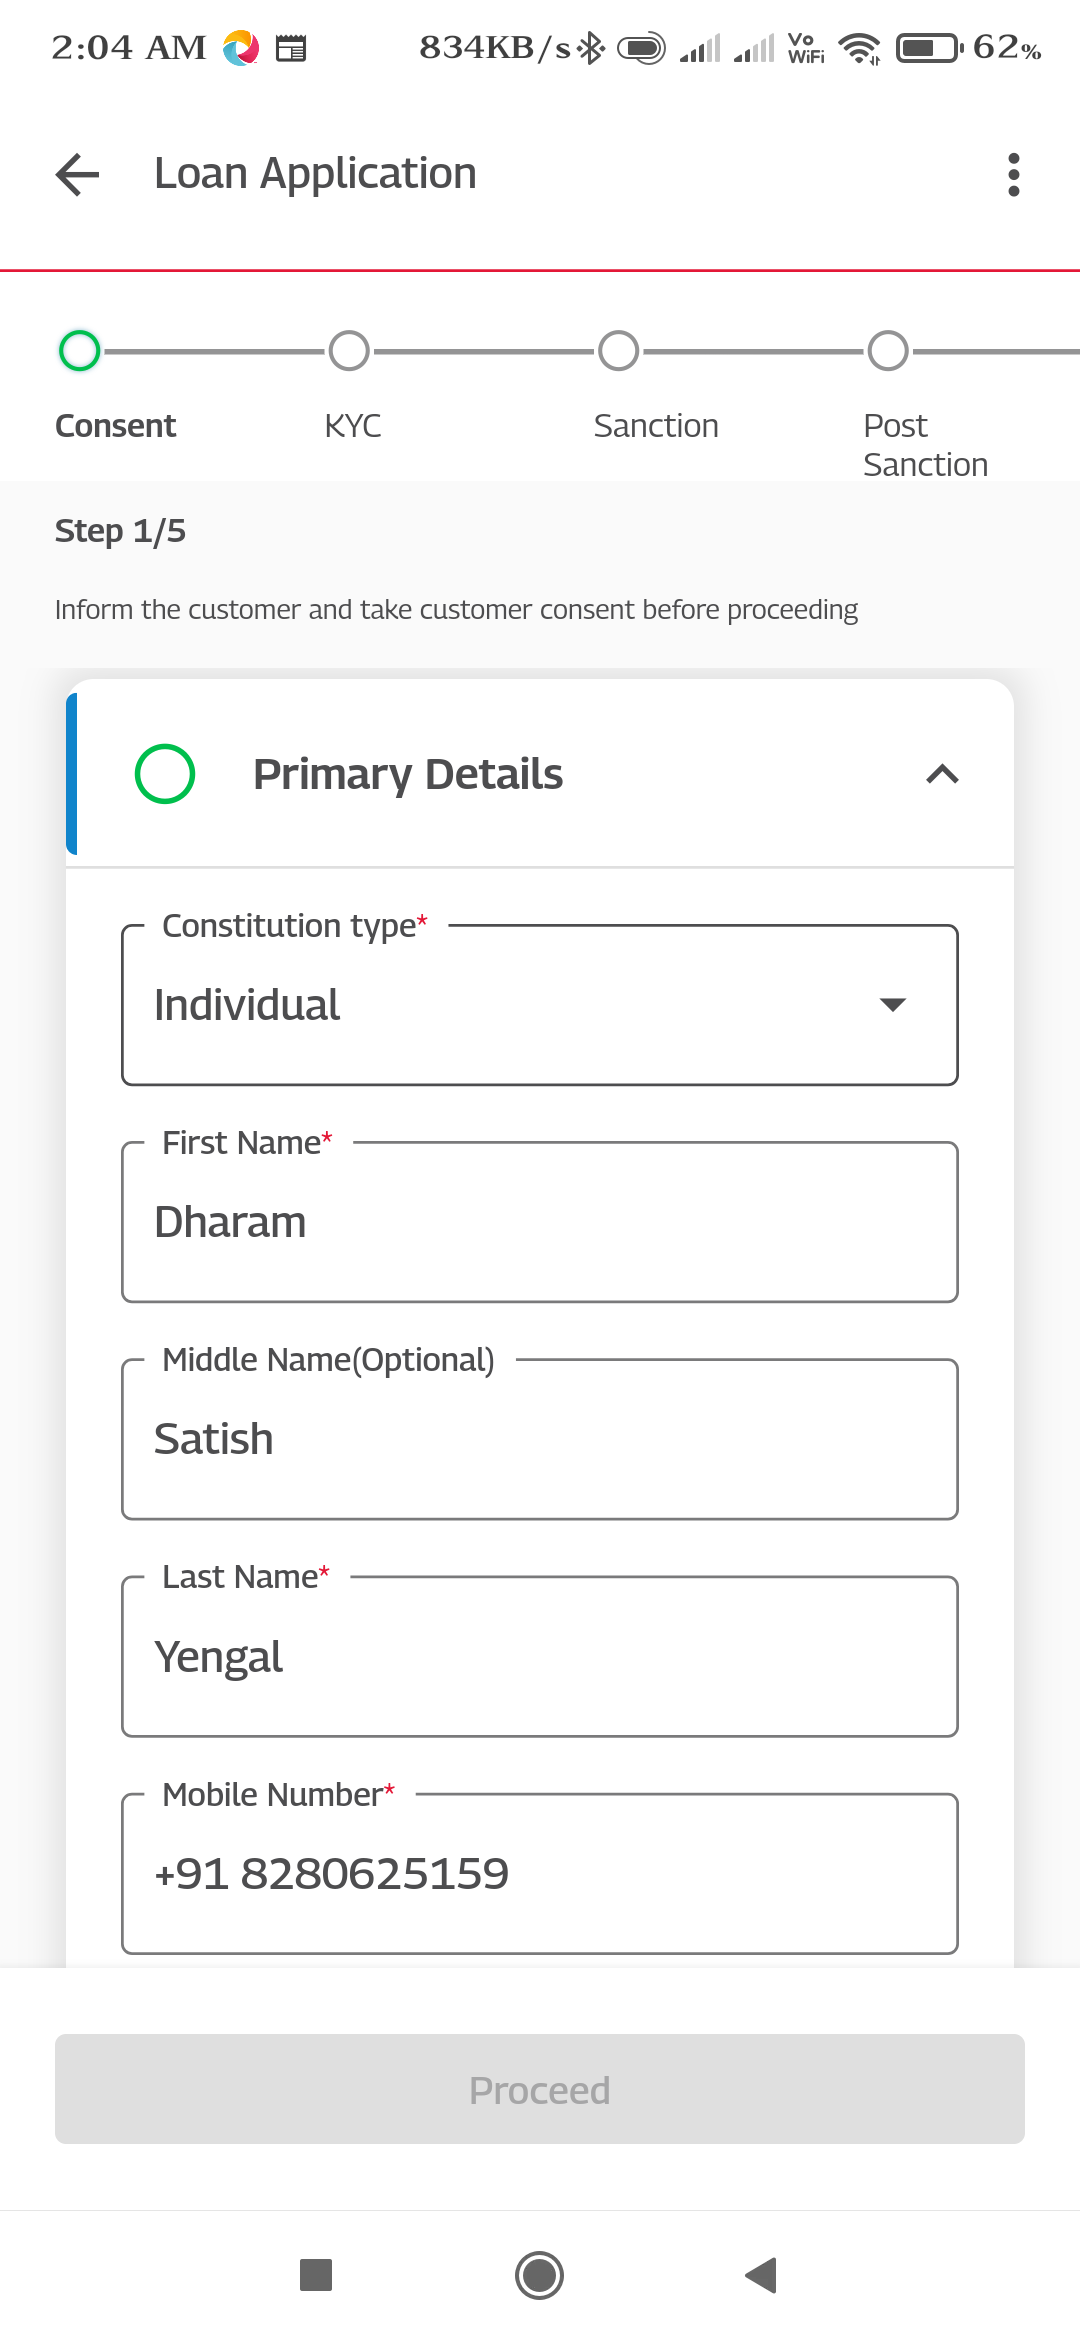 2:04 AM 834KB/s Vo WiFi 62%
Loan Application
Consent KYC Sanction Post Sanction
Step 1/5
Inform the customer and take customer consent before proceeding
Primary Details
Constitution type*
Individual
First Name*
Dharam
Middle Name(Optional)
Satish
Last Name*
Yengal
Mobile Number*
+91 8280625159
Proceed